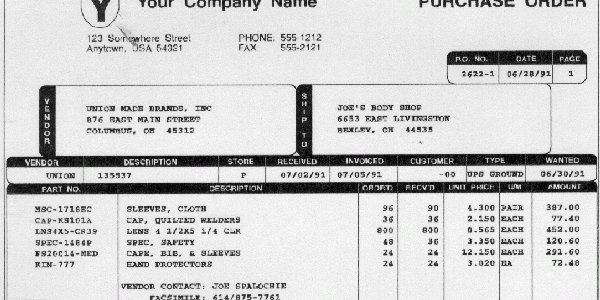 Y Your Company Name PURCHASE ORDER
123 Somewhere Street PHONE: 555-1212
Anytown, USA 54321 FAX 555-2121
P.O. NO. DATE PAGE
2622-1 06/28/91 1
VENDOR
UNION MADE BRANDS, INC
876 EAST MAIN STREET
COLUMBUS, OH 45312
SHIP TO
JOE'S BODY SHOP
6653 EAST LIVINGSTON
BEXLEY, OH 44535
VENDOR DESCRIPTION STORE RECEIVED INVOICED CUSTOMER TYPE WANTED
UNION 135537 P 07/02/91 07/05/91 -00 UPS GROUND 06/30/91
PART NO. DESCRIPTION ORDR'D RECV'D UNIT PRICE U/M AMOUNT
MSC-1718EC SLEEVES, CLOTH 96 90 4.300 PAIR 387.00
CAP-KS101A CAP, QUILTED WELDERS 36 36 2.150 EACH 77.40
LNS4X5-CH39 LENS 4 1/2X5 1/4 CLR 800 800 0.565 EACH 452.00
SPEC-1484P SPEC, SAFETY 48 36 3.350 EACH 120.60
FS20014-MED CAPE, BIB, & SLEEVES 24 24 12.150 EACH 291.60
KIN-777 HAND PROTECTORS 24 24 3.020 EA 72.48
VENDOR CONTACT: JOE SPALOCHIE
FACSIMILE: 614/875-7761